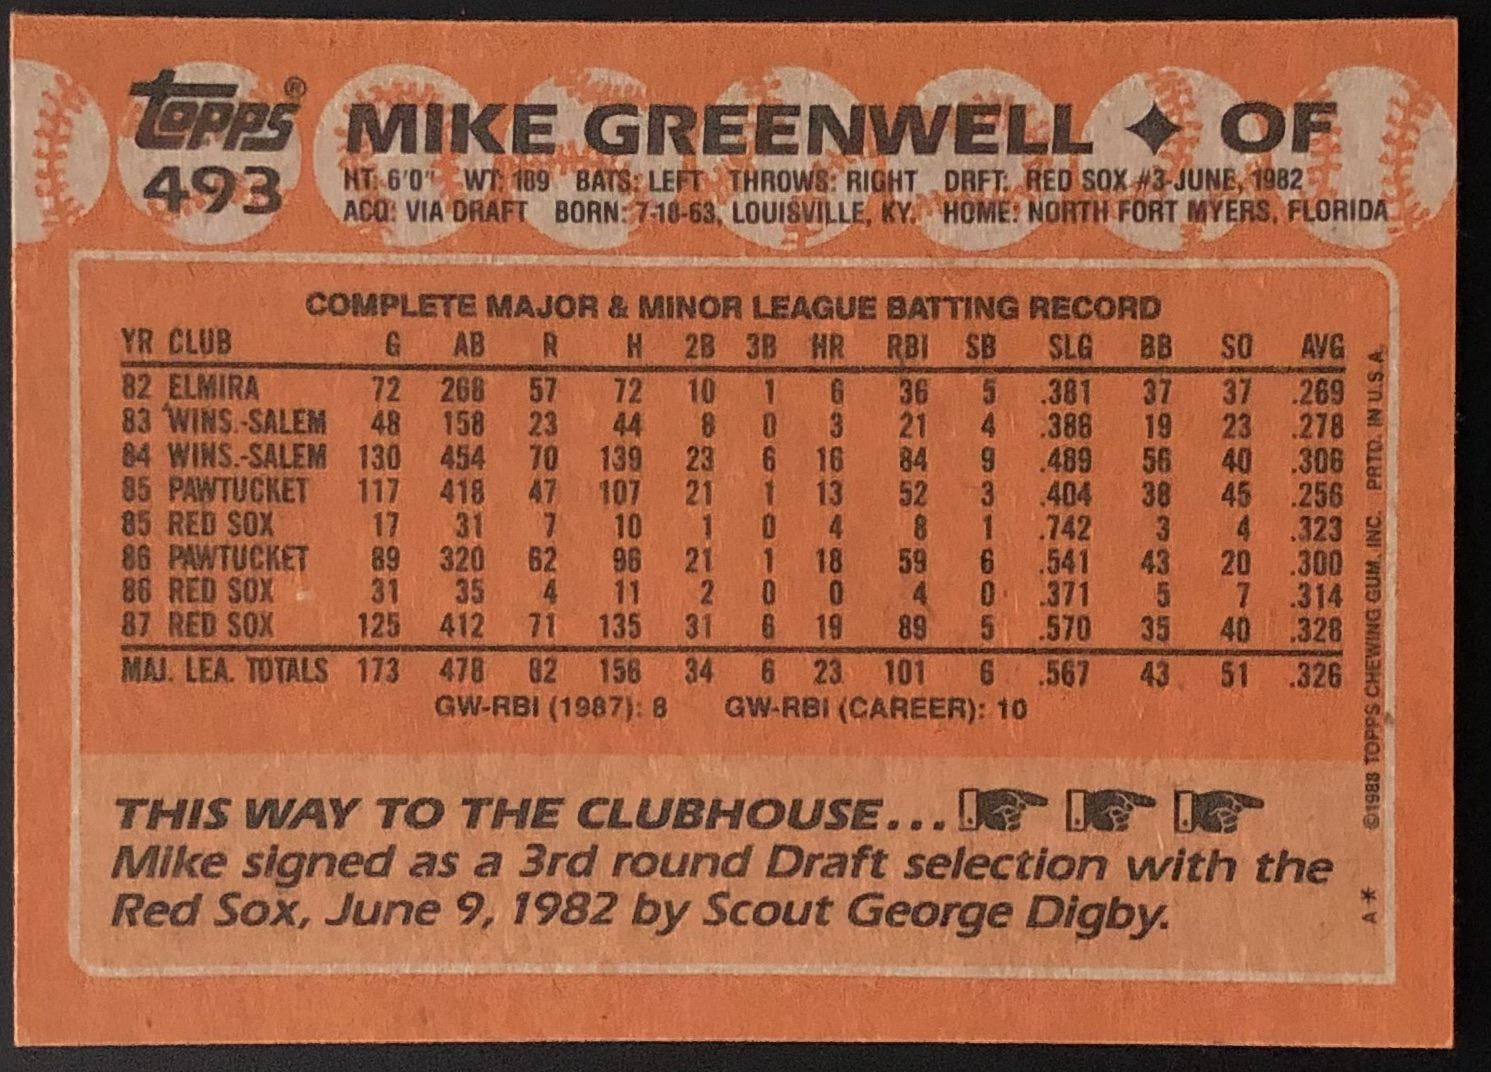 topps®
493
MIKE GREENWELL ✦ OF
HT: 6'0" WT: 189 BATS: LEFT THROWS: RIGHT DRFT: RED SOX #3-JUNE, 1982
ACQ: VIA DRAFT BORN: 7-18-63, LOUISVILLE, KY. HOME: NORTH FORT MYERS, FLORIDA
COMPLETE MAJOR & MINOR LEAGUE BATTING RECORD
YR CLUB G AB R H 2B 3B HR RBI SB SLG BB SO AVG
82 ELMIRA 72 268 57 72 10 1 6 36 5 .381 37 37 .269
83 WINS.-SALEM 48 158 23 44 8 0 3 21 4 .386 19 23 .278
84 WINS.-SALEM 130 454 70 139 23 6 16 84 9 .489 56 40 .306
85 PAWTUCKET 117 418 47 107 21 1 13 52 3 .404 38 45 .256
85 RED SOX 17 31 7 10 1 0 4 8 1 .742 3 4 .323
86 PAWTUCKET 89 320 62 96 21 1 18 59 6 .541 43 20 .300
86 RED SOX 31 35 4 11 2 0 0 4 0 .371 5 7 .314
87 RED SOX 125 412 71 135 31 6 19 89 5 .570 35 40 .328
MAJ. LEA. TOTALS 173 478 82 156 34 6 23 101 6 .567 43 51 .326
GW-RBI (1987): 8 GW-RBI (CAREER): 10
THIS WAY TO THE CLUBHOUSE...
Mike signed as a 3rd round Draft selection with the
Red Sox, June 9, 1982 by Scout George Digby.
©1988 TOPPS CHEWING GUM, INC. PRTD. IN U.S.A.
A *